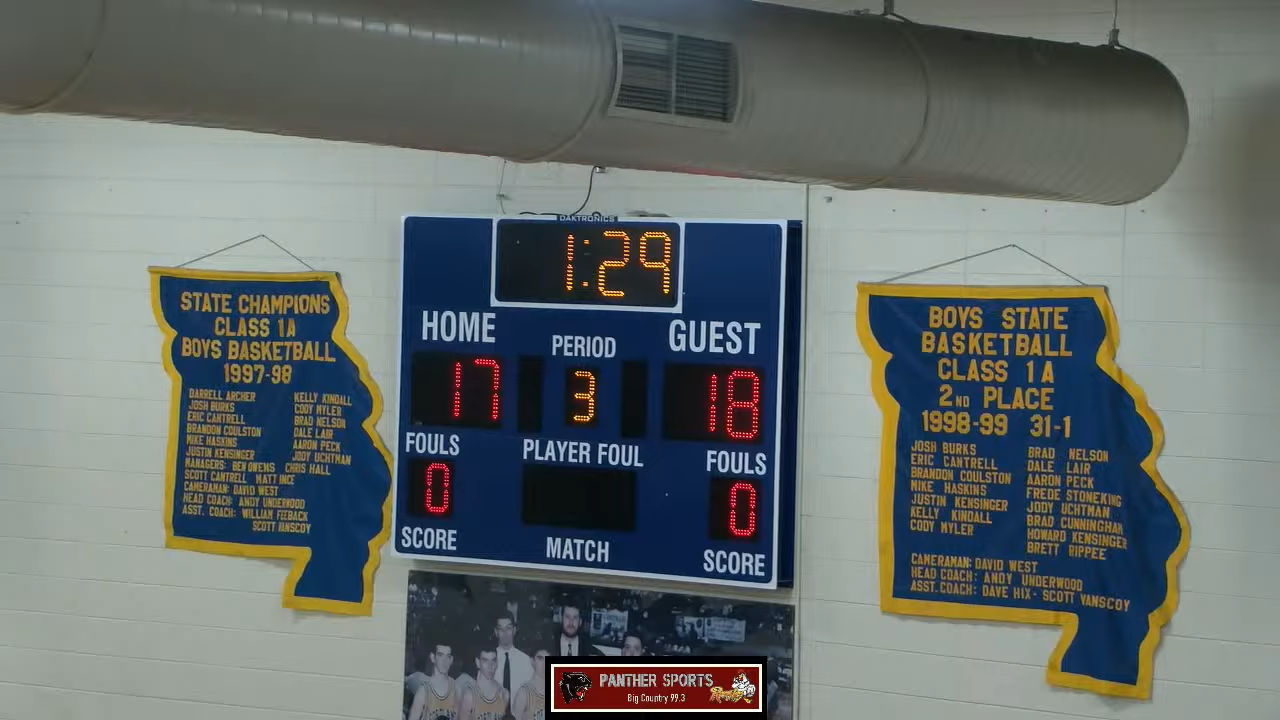 DAKTRONICS
1:29
HOME
GUEST
PERIOD
17
3
18
FOULS
PLAYER FOUL
FOULS
0
0
SCORE
MATCH
SCORE
STATE CHAMPIONS
CLASS 1A
BOYS BASKETBALL
1997-98
DARRELL ARCHER
JOSH BURKS
ERIC CANTRELL
BRANDON COULSTON
MIKE HASKINS
JUSTIN KENSINGER
KELLY KINDALL
CODY MYLER
BRAD NELSON
DALE LAIR
AARON PECK
JODY UCHTMAN
MANAGERS: BEN OWENS CHRIS HALL
SCOTT CANTRELL MATT INCE
CAMERAMAN: DAVID WEST
HEAD COACH: ANDY UNDERWOOD
ASST. COACH: WILLIAM FEEBACK
SCOTT VANSCOY
BOYS STATE
BASKETBALL
CLASS 1A
2ND PLACE
1998-99 31-1
JOSH BURKS
ERIC CANTRELL
BRANDON COULSTON
MIKE HASKINS
JUSTIN KENSINGER
KELLY KINDALL
CODY MYLER
BRAD NELSON
DALE LAIR
AARON PECK
FREDE STONEKING
JODY UCHTMAN
BRAD CUNNINGHAM
HOWARD KENSINGER
BRETT RIPPEE
CAMERAMAN: DAVID WEST
HEAD COACH: ANDY UNDERWOOD
ASST. COACH: DAVE HIX- SCOTT VANSCOY
PANTHER SPORTS
Big Country 99.3